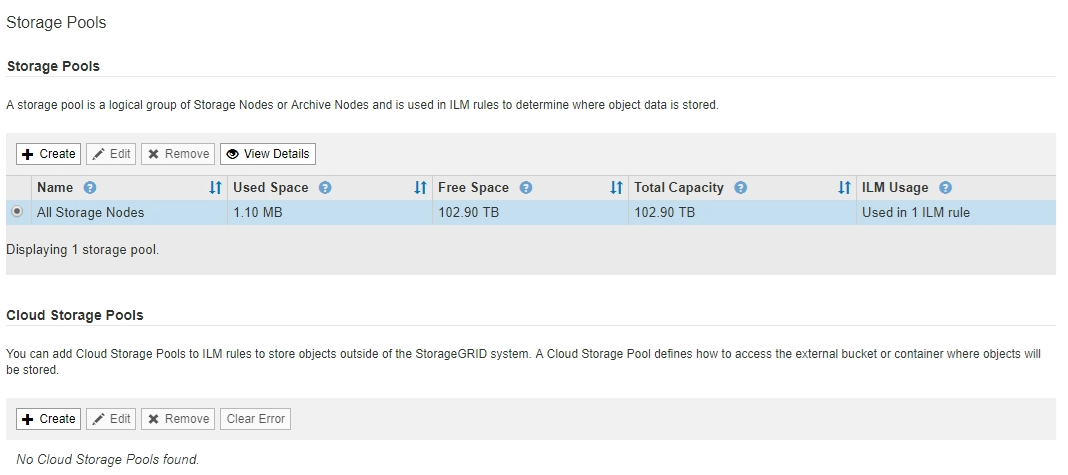 Storage Pools
Storage Pools
A storage pool is a logical group of Storage Nodes or Archive Nodes and is used in ILM rules to determine where object data is stored.
Create Edit Remove View Details
Name Used Space Free Space Total Capacity ILM Usage
All Storage Nodes 1.10 MB 102.90 TB 102.90 TB Used in 1 ILM rule
Displaying 1 storage pool.
Cloud Storage Pools
You can add Cloud Storage Pools to ILM rules to store objects outside of the StorageGRID system. A Cloud Storage Pool defines how to access the external bucket or container where objects will
be stored.
Create Edit Remove Clear Error
No Cloud Storage Pools found.